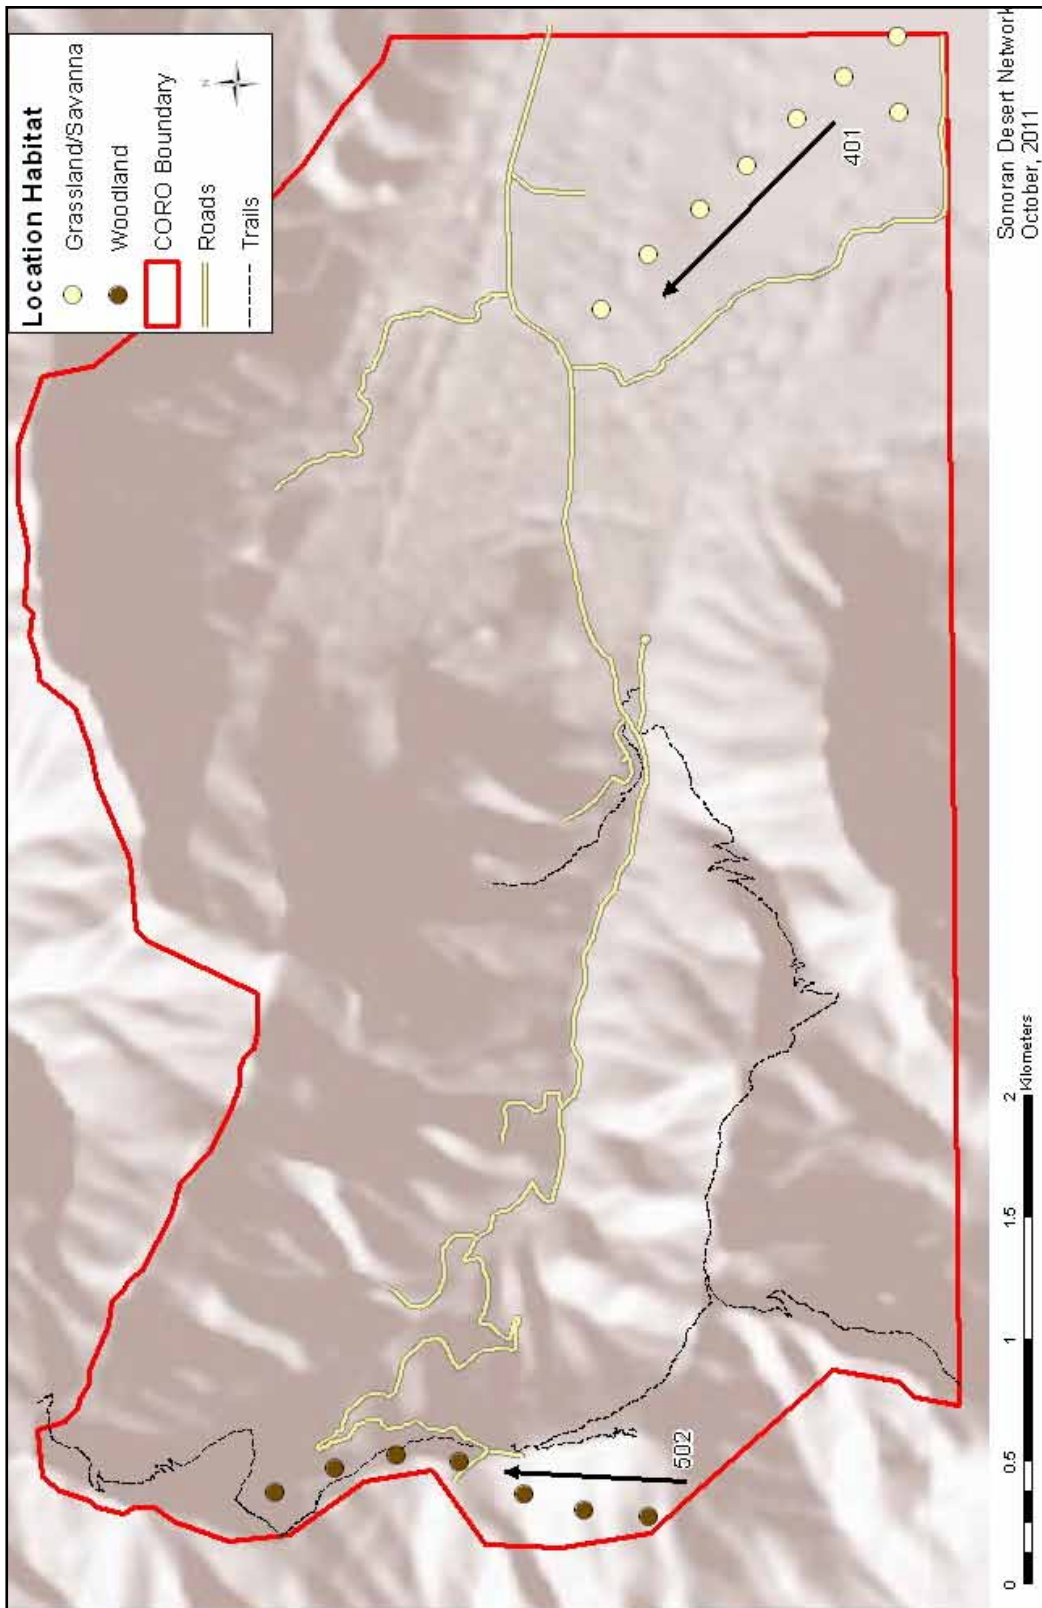 Location Habitat
Grassland/Savanna
Woodland
CORO Boundary
Roads
Trails
N
401
502
Sonoran Desert Network
October, 2011
0 0.5 1 1.5 2
Kilometers